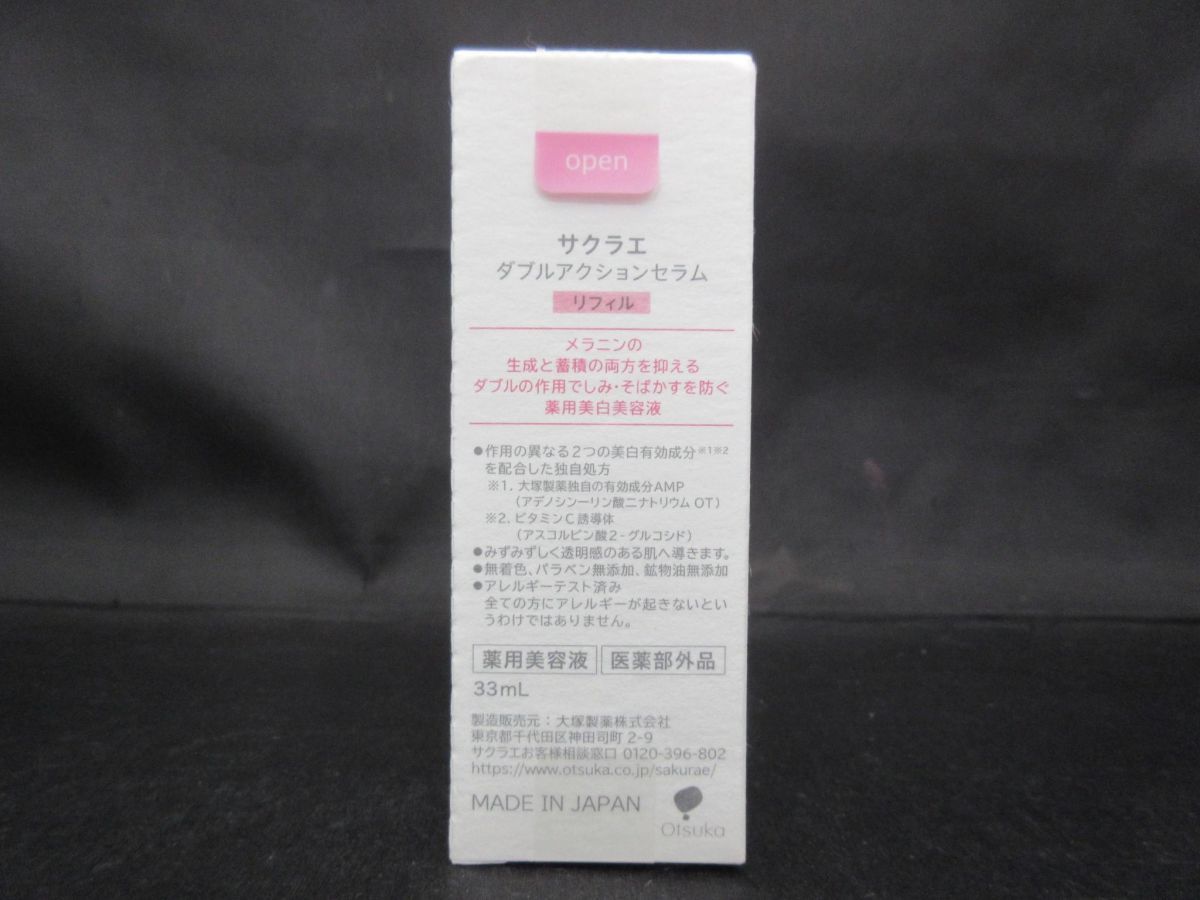 open
サクラエ
ダブルアクションセラム
リフィル
メラニンの
生成と蓄積の両方を抑える
ダブルの作用でしみ・そばかすを防ぐ
薬用美白美容液
●作用の異なる2つの美白有効成分※1※2
を配合した独自処方
※1. 大塚製薬独自の有効成分AMP
（アデノシン一リン酸二ナトリウム OT）
※2. ビタミンC誘導体
（アスコルビン酸2-グルコシド）
●みずみずしく透明感のある肌へ導きます。
●無着色、パラベン無添加、鉱物油無添加
●アレルギーテスト済み
全ての方にアレルギーが起きないとい
うわけではありません。
薬用美容液 医薬部外品
33mL
製造販売元：大塚製薬株式会社
東京都千代田区神田司町 2-9
サクラエお客様相談窓口 0120-396-802
https://www.otsuka.co.jp/sakurae/
MADE IN JAPAN
Otsuka